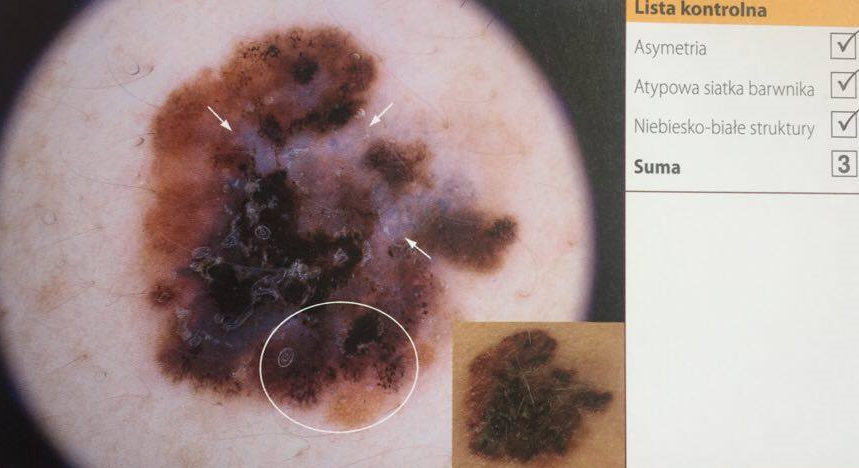 Lista kontrolna
Asymetria
Atypowa siatka barwnika
Niebiesko-białe struktury
Suma 3